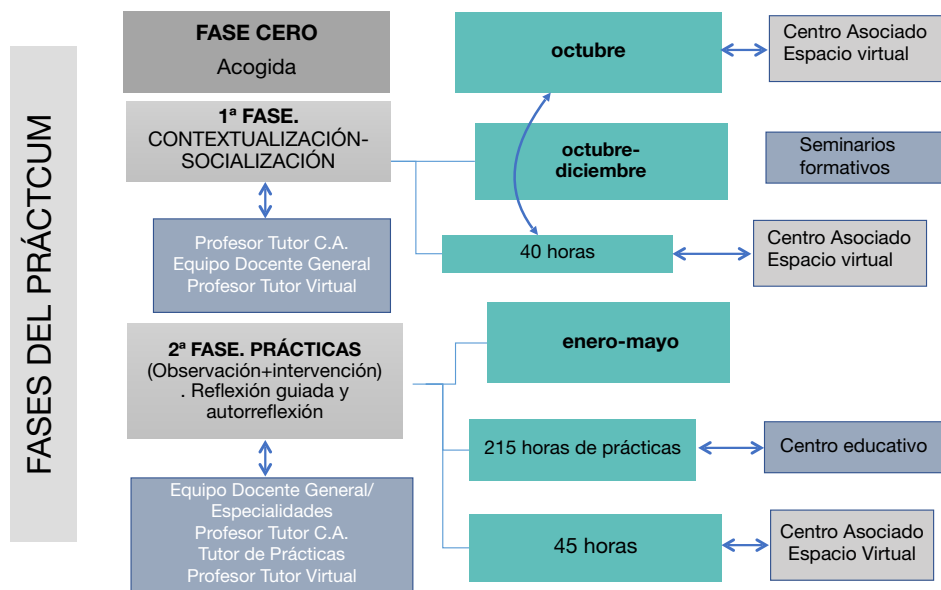 FASES DEL PRÁCTCUM
FASE CERO
Acogida
octubre
Centro Asociado
Espacio virtual
1ª FASE.
CONTEXTUALIZACIÓN-
SOCIALIZACIÓN
octubre-
diciembre
Seminarios
formativos
Profesor Tutor C.A.
Equipo Docente General
Profesor Tutor Virtual
40 horas
Centro Asociado
Espacio virtual
2ª FASE. PRÁCTICAS
(Observación+intervención)
. Reflexión guiada y
autorreflexión
enero-mayo
215 horas de prácticas
Centro educativo
Equipo Docente General/
Especialidades
Profesor Tutor C.A.
Tutor de Prácticas
Profesor Tutor Virtual
45 horas
Centro Asociado
Espacio Virtual